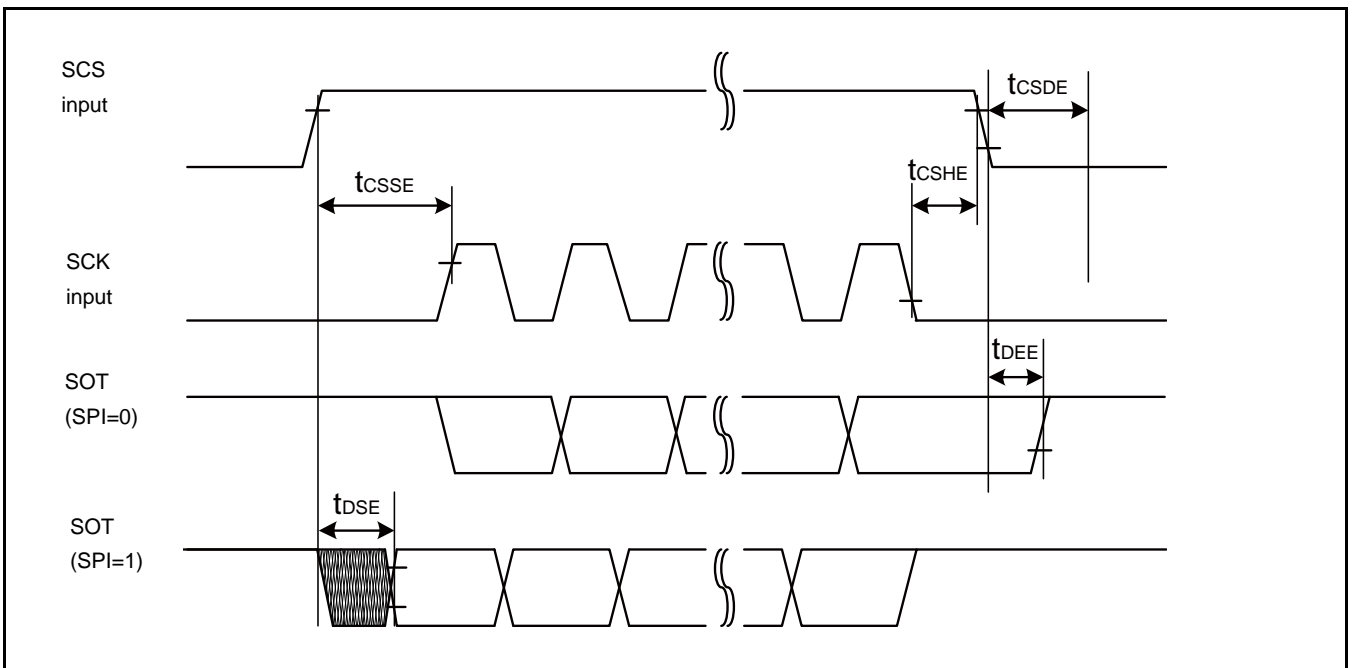 SCS
input
tCSDE
tCSHE
tCSSE
SCK
input
tDEE
SOT
(SPI=0)
tDSE
SOT
(SPI=1)